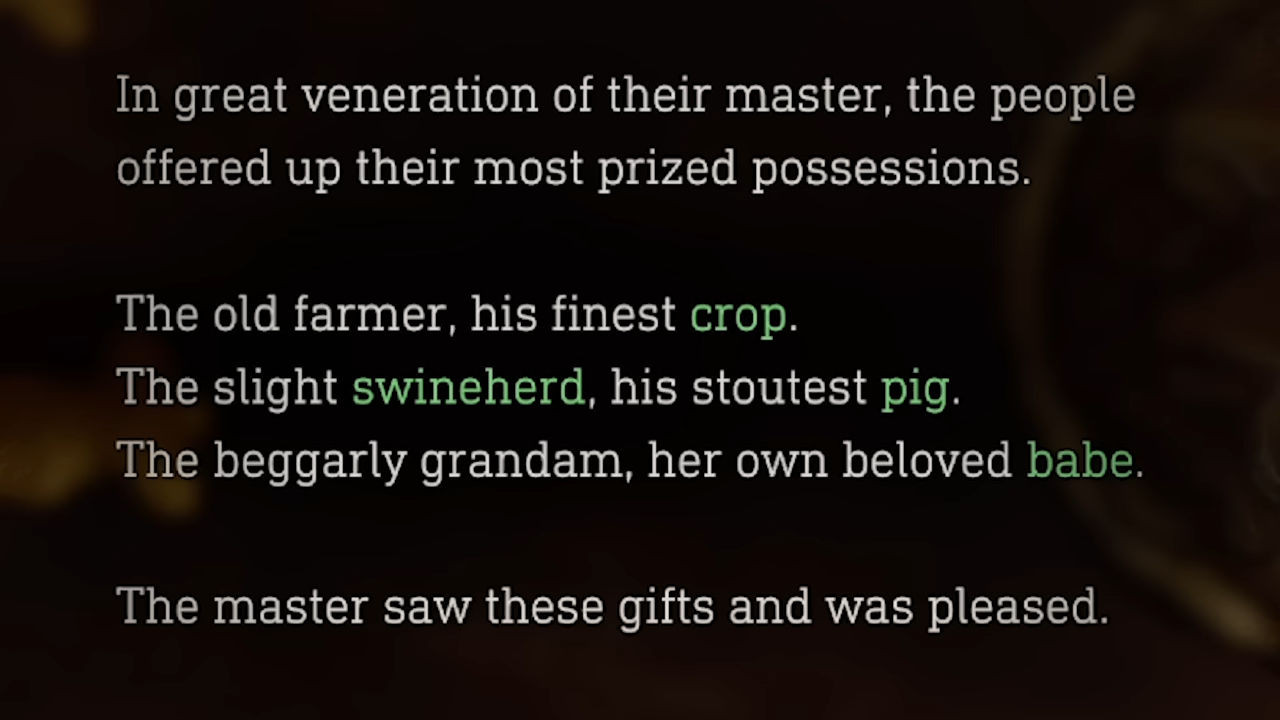 In great veneration of their master, the people
offered up their most prized possessions.
The old farmer, his finest crop.
The slight swineherd, his stoutest pig.
The beggarly grandam, her own beloved babe.
The master saw these gifts and was pleased.